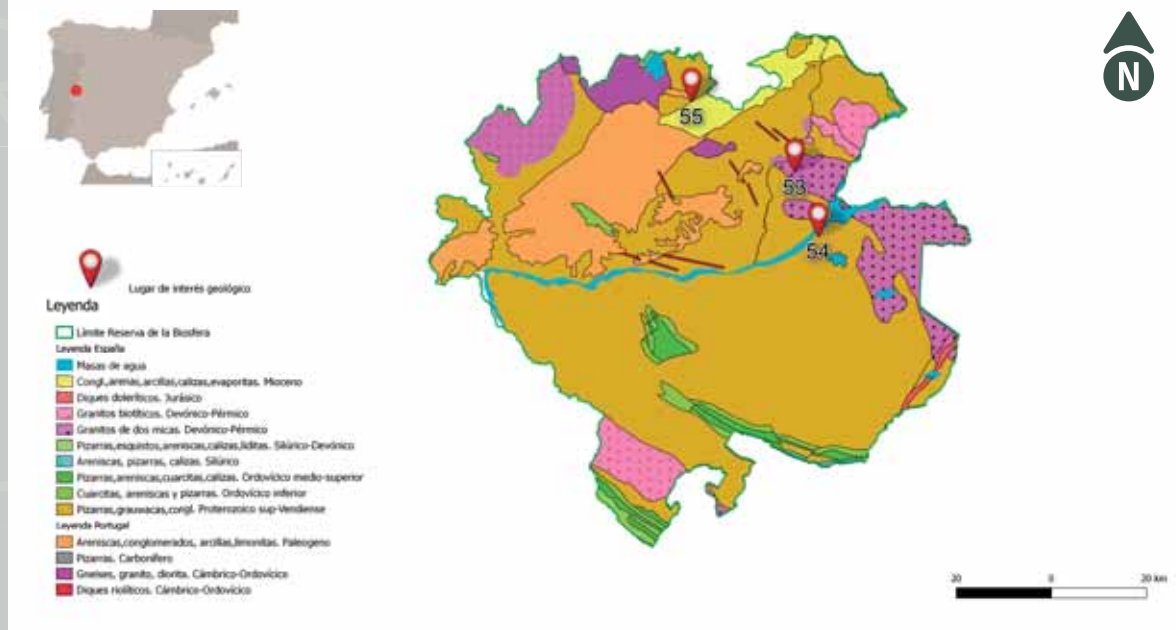 N
55
53
54
Lugar de interés geológico
Leyenda
Límite Reserva de la Biosfera
Leyenda España
Masas de agua
Congl,arenas,arcillas,calizas,evaporitas. Mioceno
Diques doleríticos. Jurásico
Granitos biotíticos. Devónico-Pérmico
Granitos de dos micas. Devónico-Pérmico
Pizarras,esquistos,areniscas,calizas,liditas. Silúrico-Devónico
Areniscas, pizarras, calizas. Silúrico
Pizarras,areniscas,cuarcitas,calizas. Ordovícico medio-superior
Cuarcitas, areniscas y pizarras. Ordovícico inferior
Pizarras,grauwacas,congl. Proterozoico sup-Vendiense
Leyenda Portugal
Areniscas,conglomerados, arcillas,limonitas. Paleogeno
Pizarras. Carbonífero
Gneises, granito, diorita. Cámbrico-Ordovícico
Diques riolíticos. Cámbrico-Ordovícico
20 0 20 km